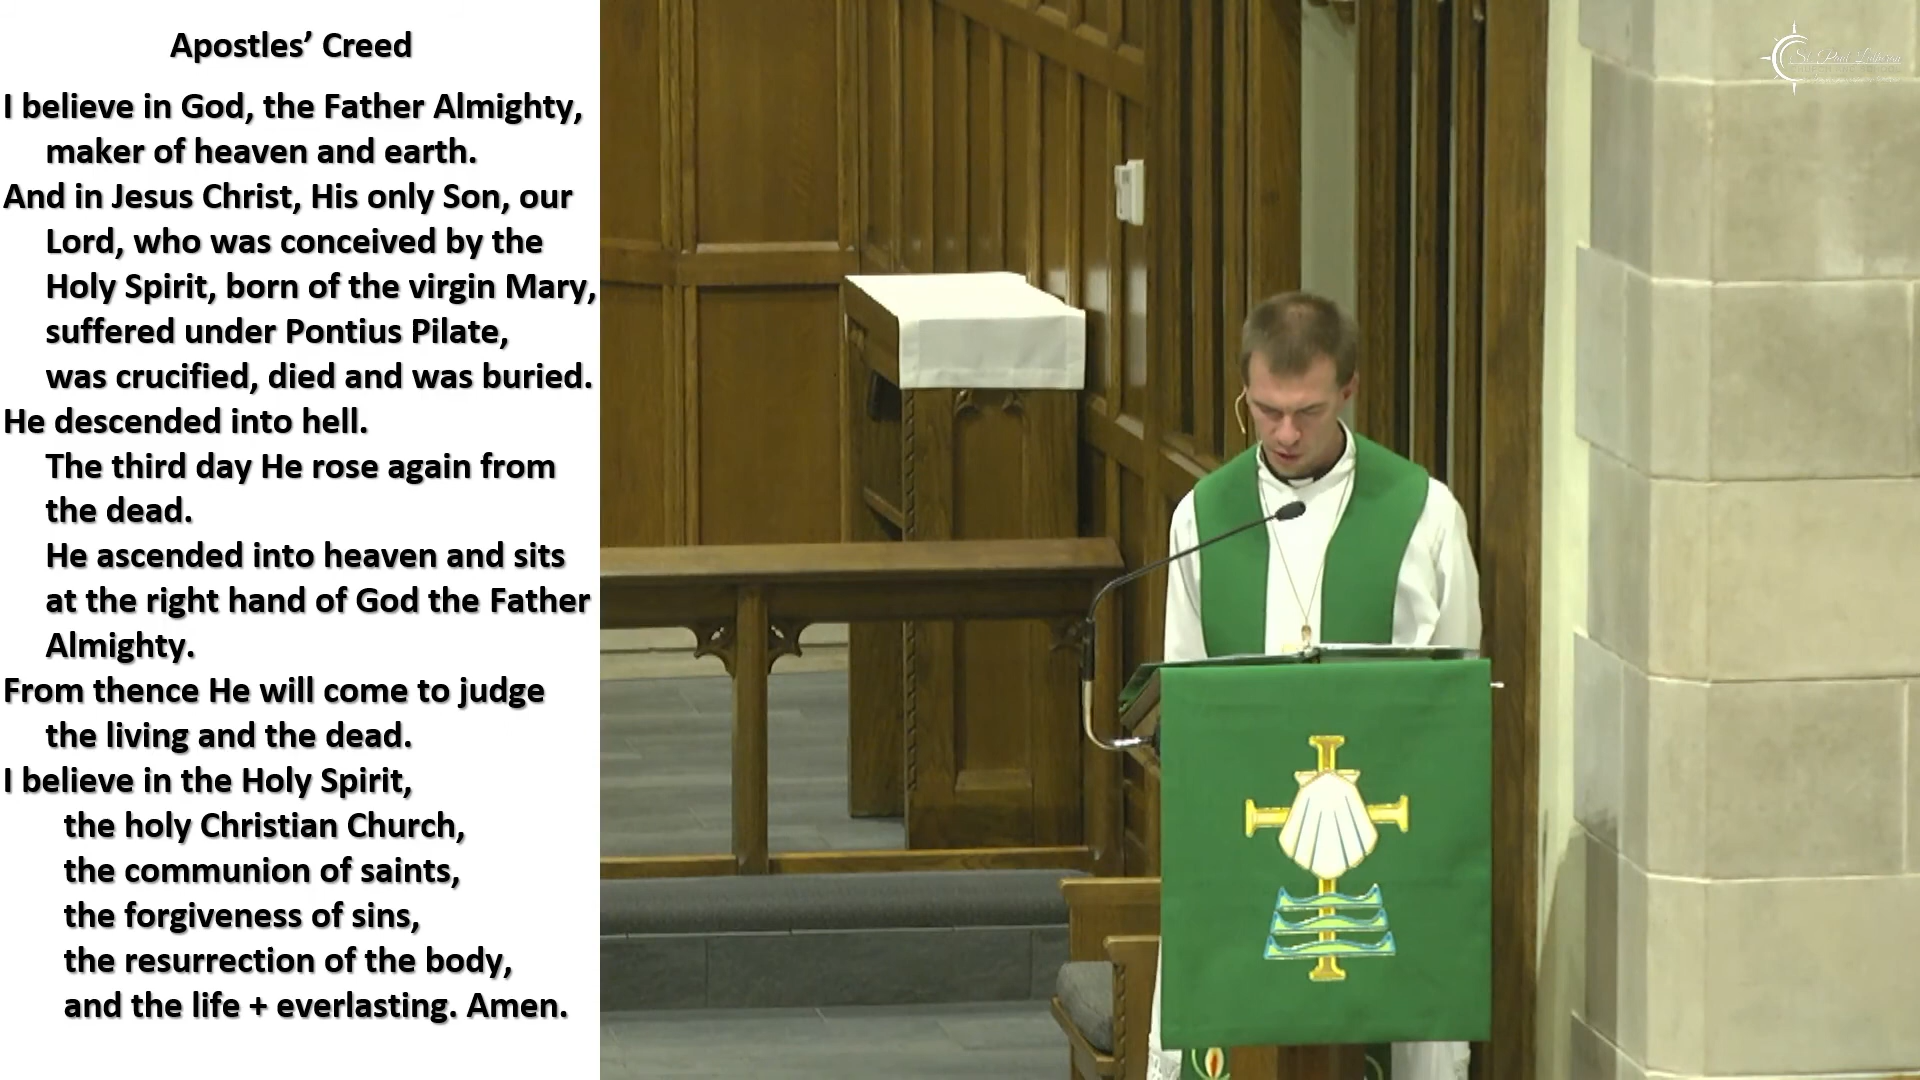 Apostles’ Creed
I believe in God, the Father Almighty,
maker of heaven and earth.
And in Jesus Christ, His only Son, our
Lord, who was conceived by the
Holy Spirit, born of the virgin Mary,
suffered under Pontius Pilate,
was crucified, died and was buried.
He descended into hell.
The third day He rose again from
the dead.
He ascended into heaven and sits
at the right hand of God the Father
Almighty.
From thence He will come to judge
the living and the dead.
I believe in the Holy Spirit,
the holy Christian Church,
the communion of saints,
the forgiveness of sins,
the resurrection of the body,
and the life + everlasting. Amen.
St. Paul Lutheran